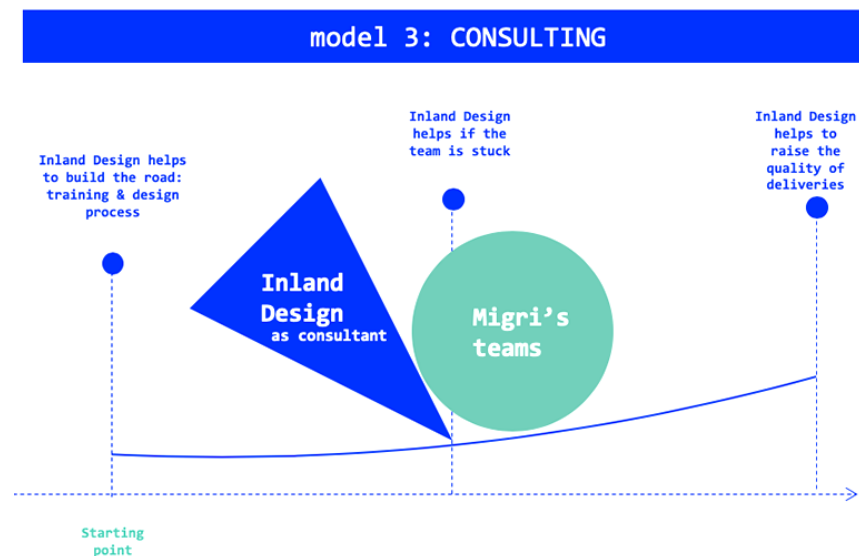 model 3: CONSULTING
Inland Design helps
to build the road:
training & design
process
Inland Design
helps if the
team is stuck
Inland Design
helps to
raise the
quality of
deliveries
Inland
Design
as consultant
Migri's
teams
Starting
point